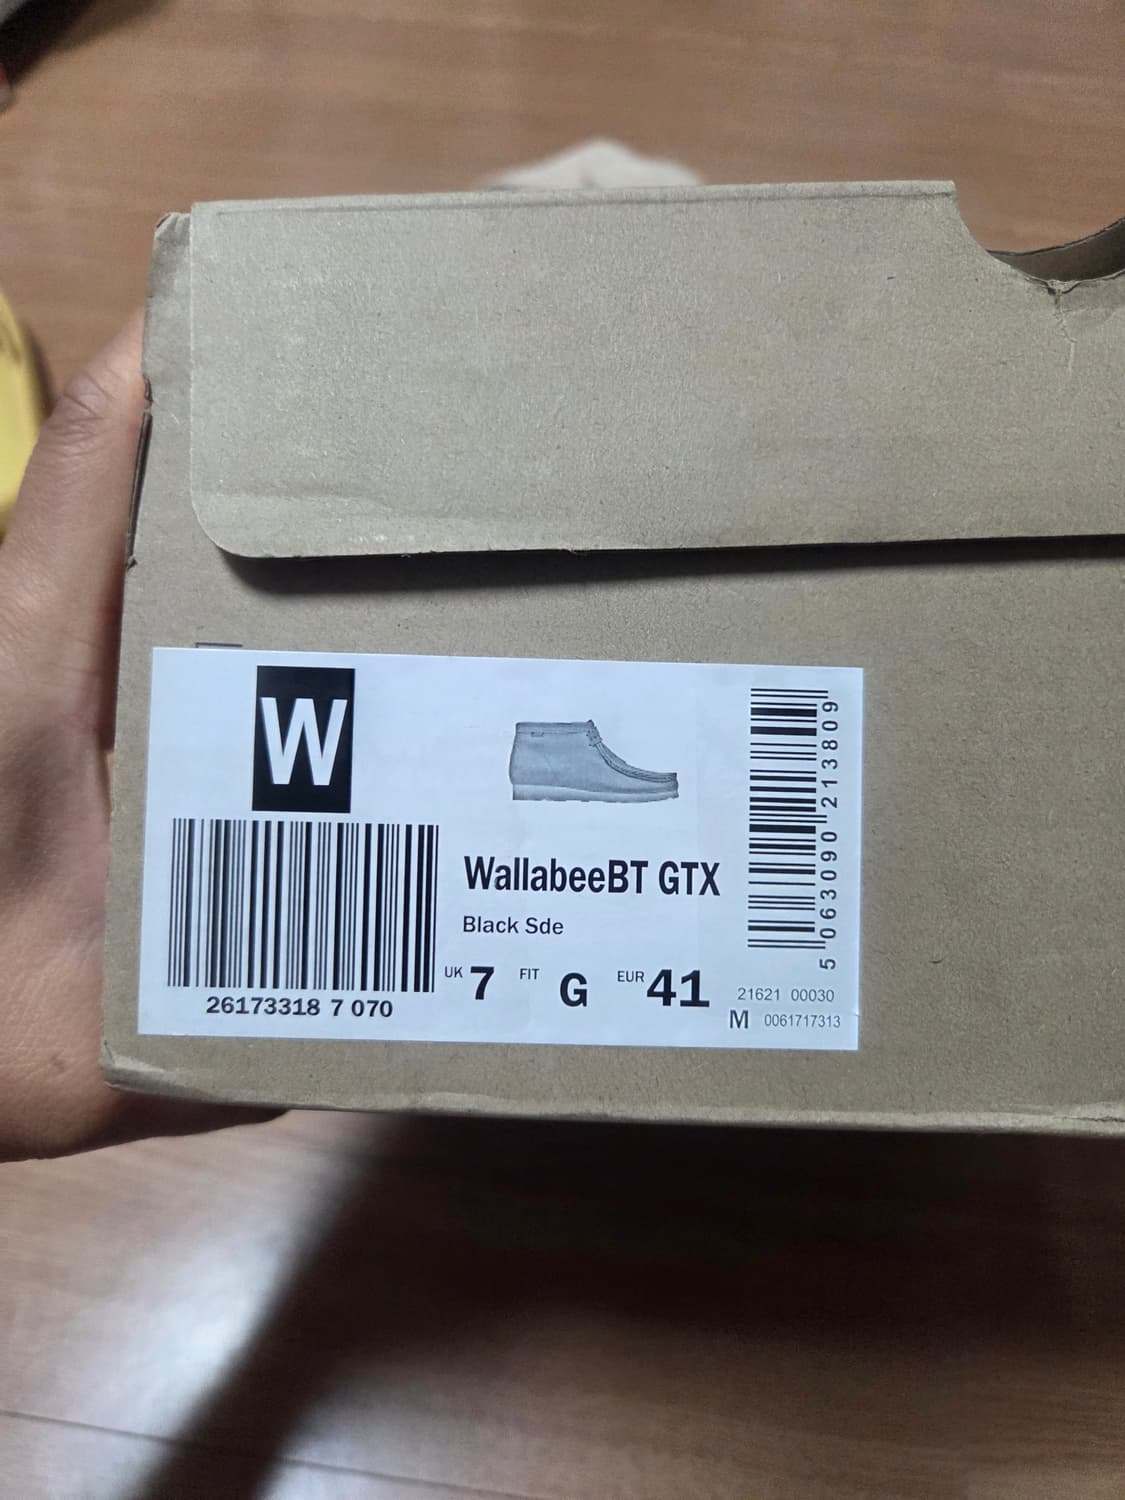 W
WallabeeBT GTX
Black Sde
UK 7 FIT G EUR 41
26173318 7 070
5 063090 213809
21621 00030
M 0061717313